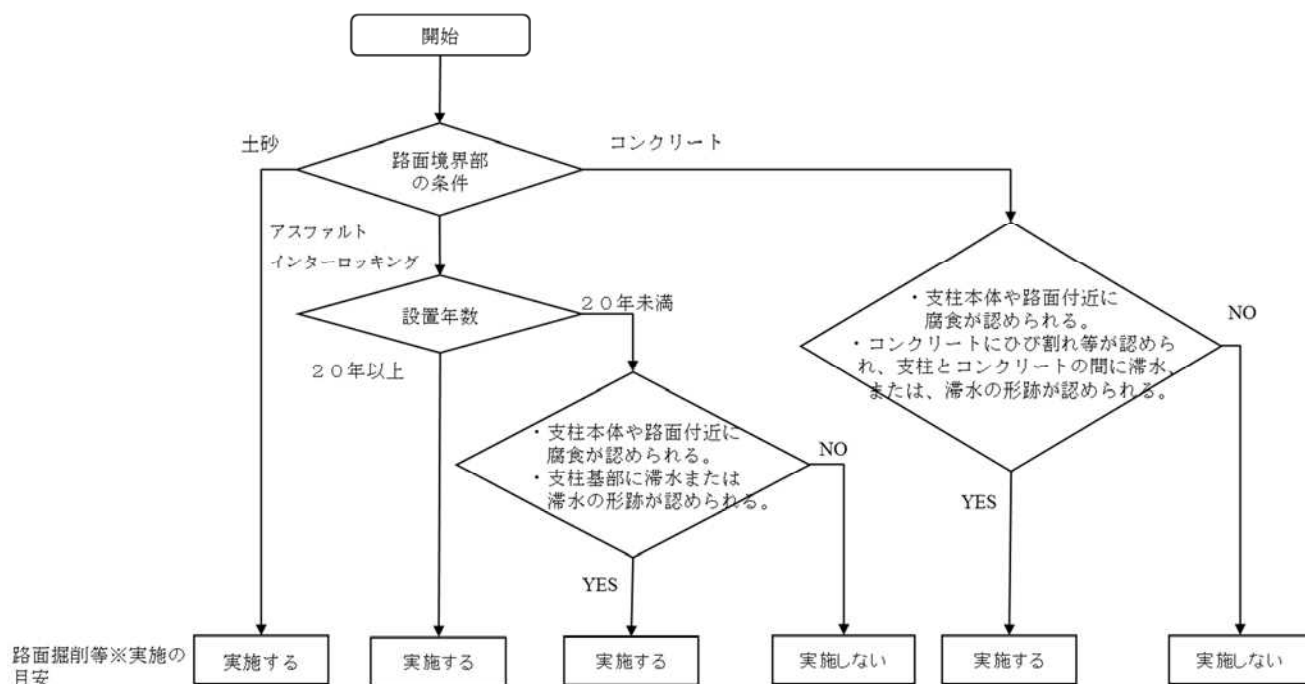 開始
土砂
コンクリート
路面境界部
の条件
アスファルト
インターロッキング
設置年数
20年未満
20年以上
・支柱本体や路面付近に
腐食が認められる。
・コンクリートにひび割れ等が認めら
れ、支柱とコンクリートの間に滞水、
または、滞水の形跡が認められる。
NO
YES
・支柱本体や路面付近に
腐食が認められる。
・支柱基部に滞水または
滞水の形跡が認められる。
NO
YES
路面掘削等※実施の
目安
実施する
実施する
実施する
実施しない
実施する
実施しない